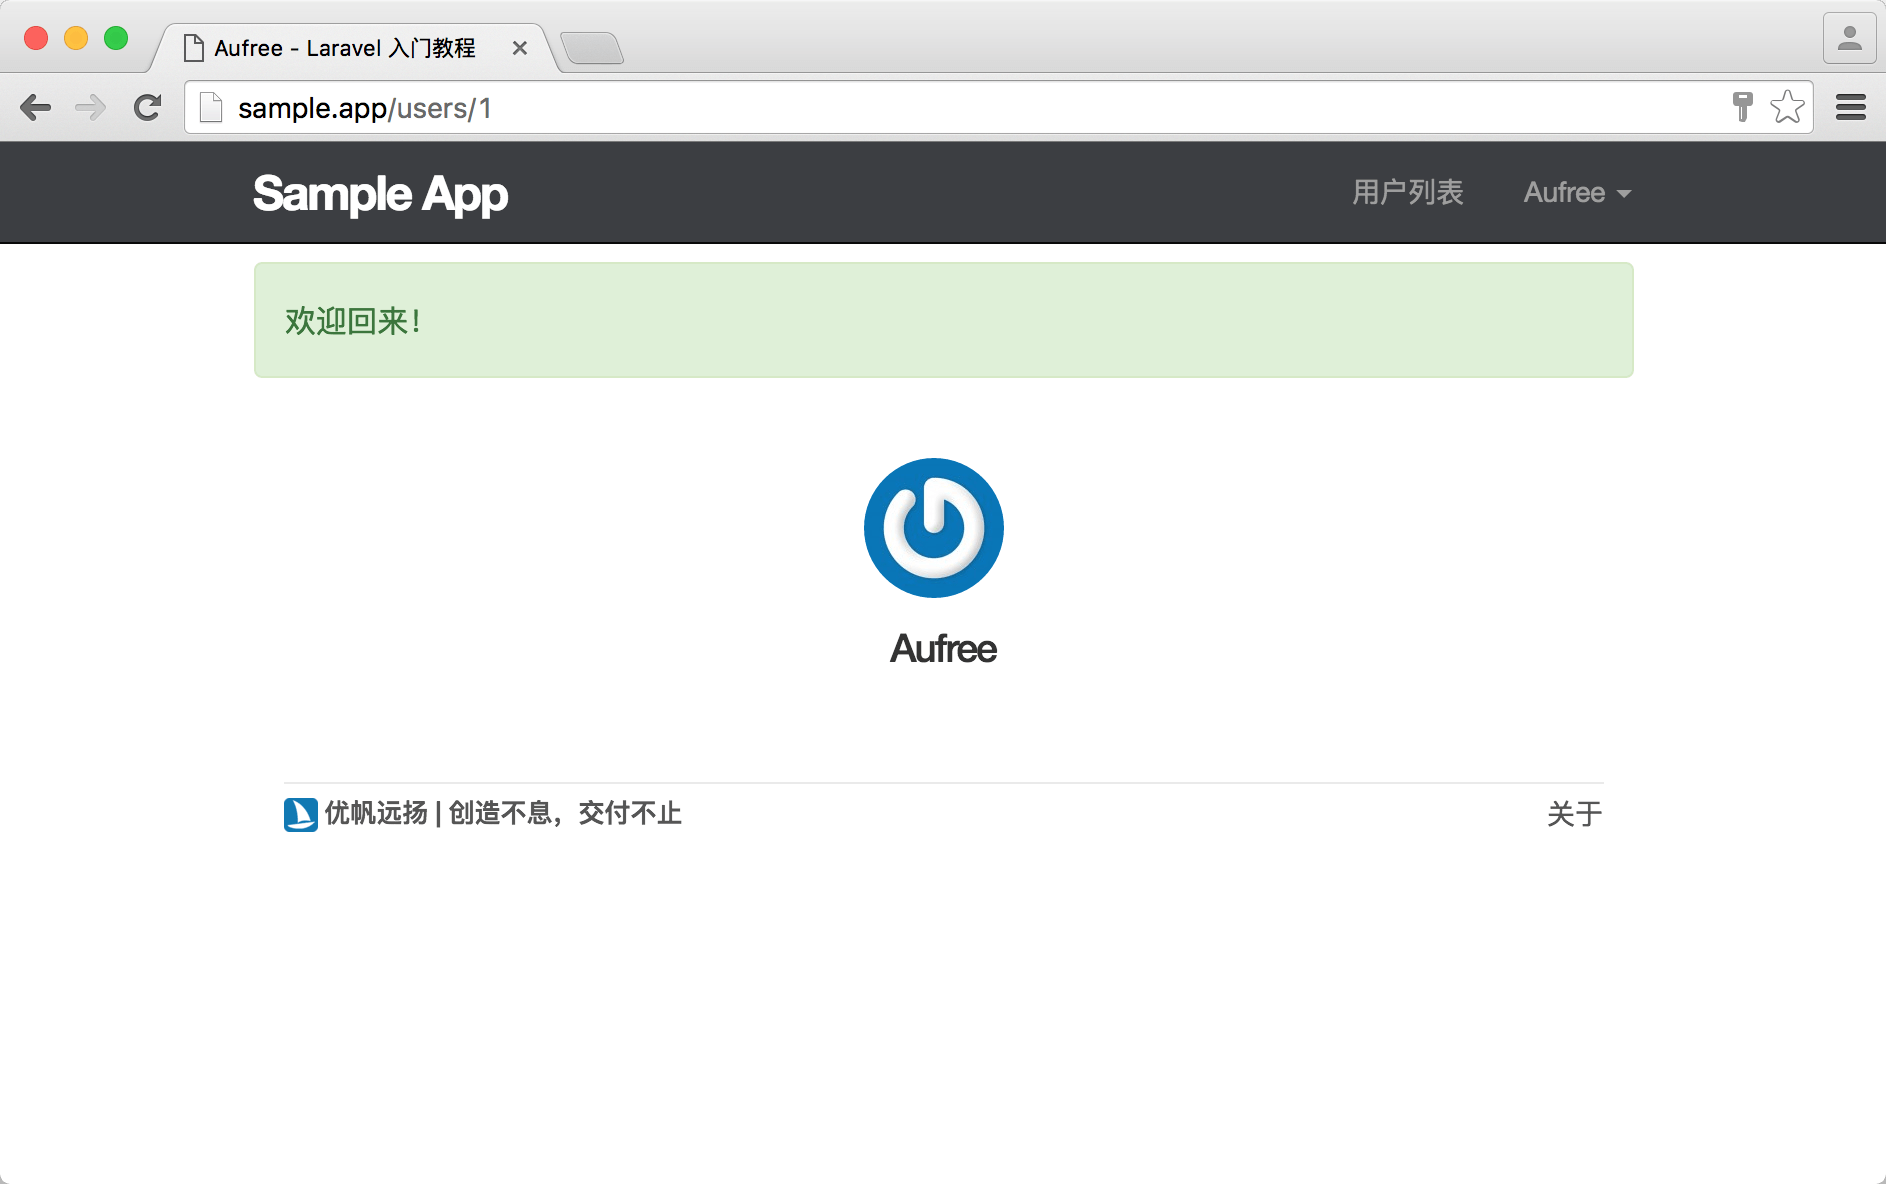 Aufree - Laravel 入门教程
sample.app/users/1
Sample App
用户列表
Aufree
欢迎回来！
Aufree
优帆远扬 | 创造不息，交付不止
关于